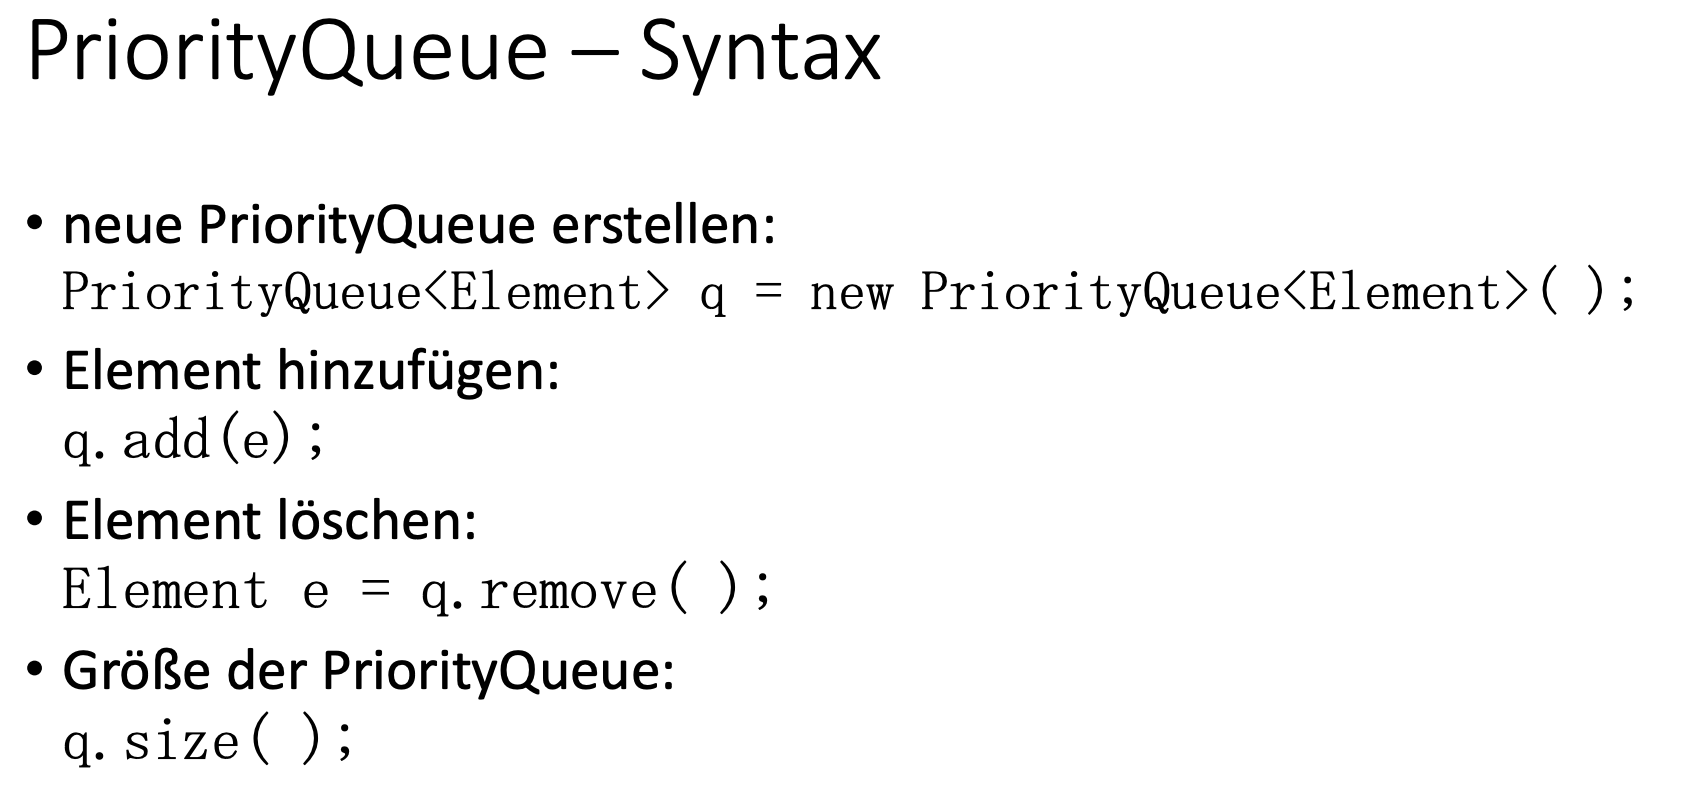 PriorityQueue – Syntax
• neue PriorityQueue erstellen:
PriorityQueue<Element> q = new PriorityQueue<Element>( );
• Element hinzufügen:
q.add(e);
• Element löschen:
Element e = q.remove( );
• Größe der PriorityQueue:
q.size( );